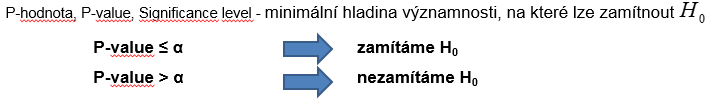 P-hodnota, P-value, Significance level - minimální hladina významnosti, na které lze zamítnout H₀
P-value ≤ α zamítáme H₀
P-value > α nezamítáme H₀